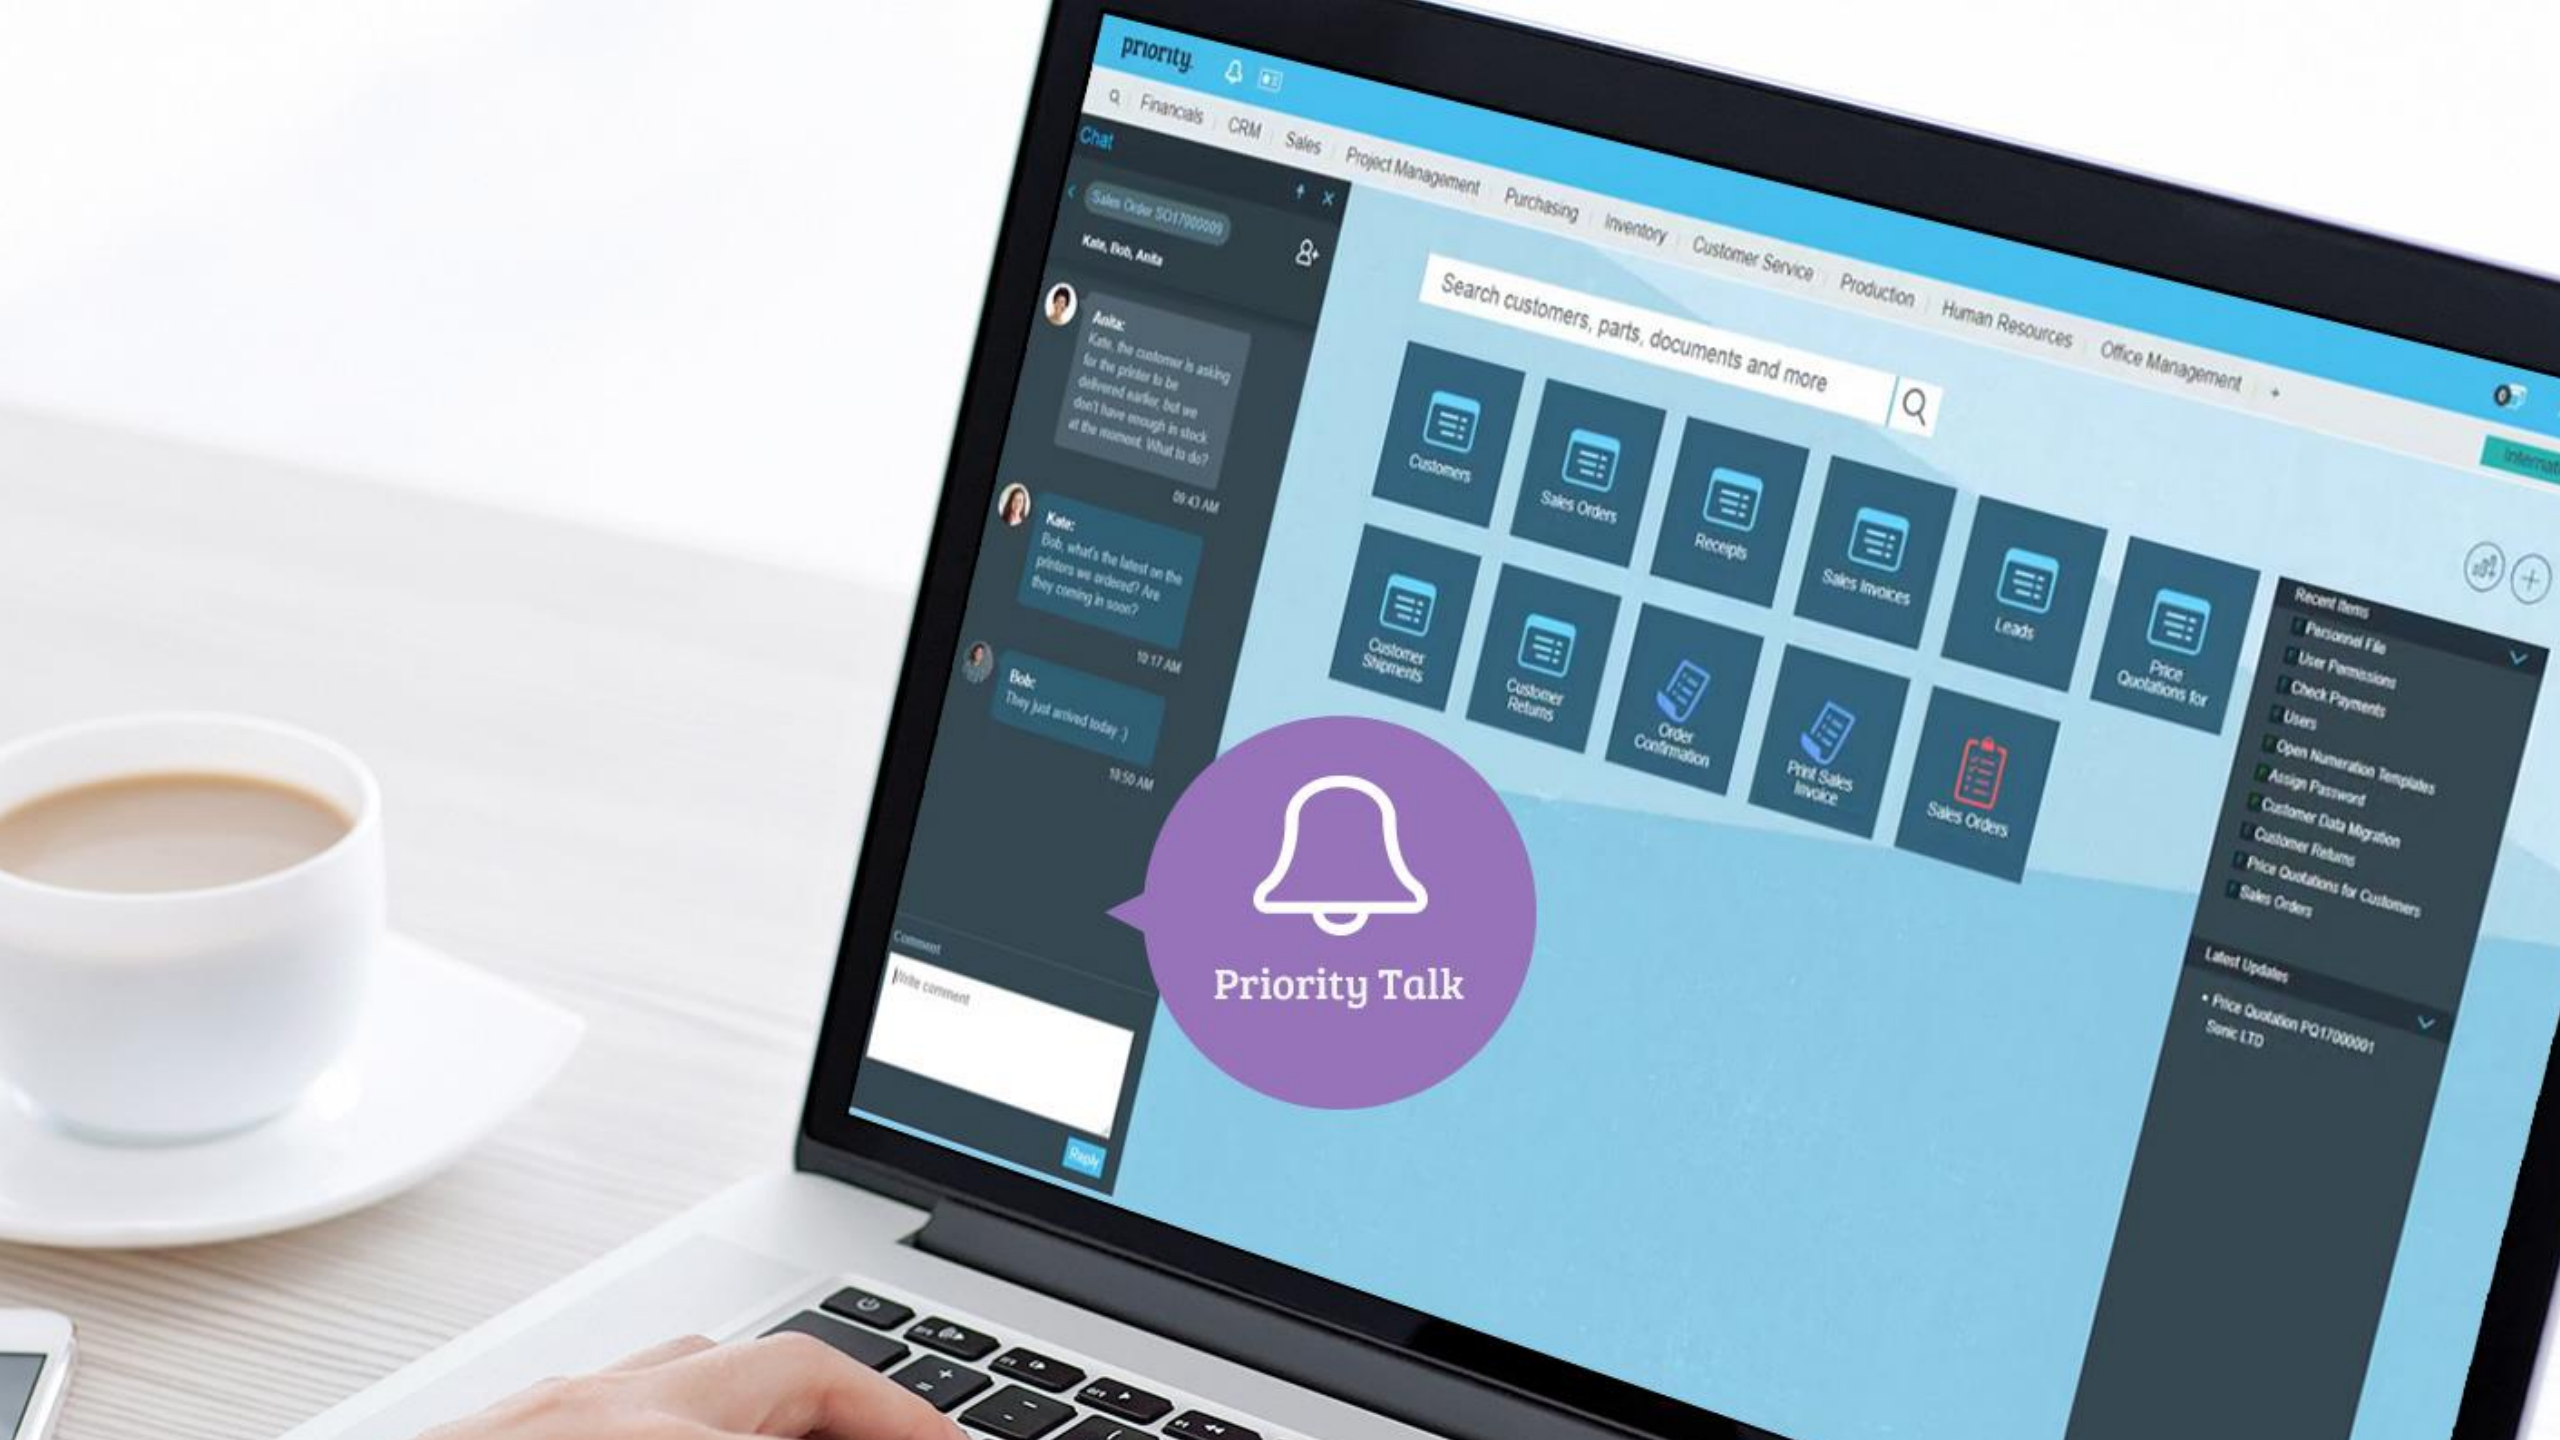 priority
Financials
CRM
Sales
Project Management
Purchasing
Inventory
Customer Service
Production
Human Resources
Office Management
+
0
Chat
Sales Order SO17000009
Kate, Bob, Anita
Anita:
Kate, the customer is asking
for the printer to be
delivered earlier, but we
don't have enough in stock
at the moment. What to do?
09:43 AM
Kate:
Bob, what's the latest on the
printers we ordered? Are
they coming in soon?
10:17 AM
Bob:
They just arrived today :)
10:50 AM
Comment
Write comment
Reply
Search customers, parts, documents and more
Customers
Sales Orders
Receipts
Sales Invoices
Leads
Price
Quotations for
Customer
Shipments
Customer
Returns
Order
Confirmation
Print Sales
Invoice
Sales Orders
Recent Items
Personnel File
User Permissions
Check Payments
Users
Open Numeration Templates
Assign Password
Customer Data Migration
Customer Returns
Price Quotations for Customers
Sales Orders
Latest Updates
• Price Quotation PQ17000001
Sonic LTD
Priority Talk